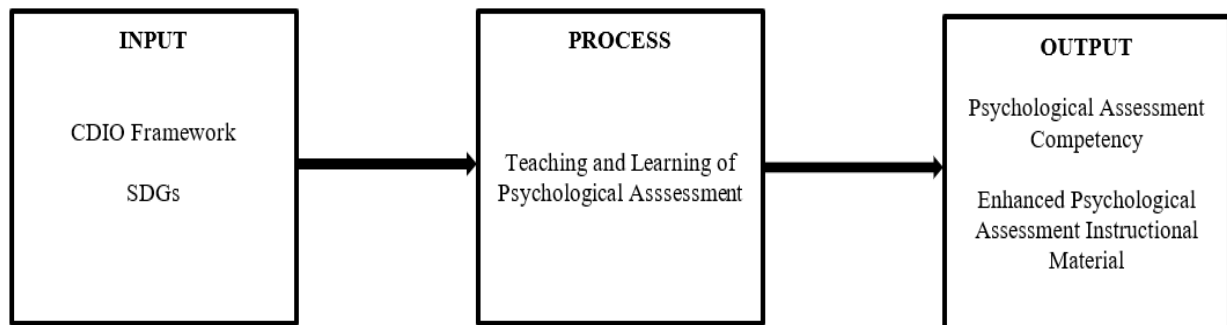 INPUT
CDIO Framework
SDGs
PROCESS
Teaching and Learning of
Psychological Asssessment
OUTPUT
Psychological Assessment
Competency
Enhanced Psychological
Assessment Instructional
Material